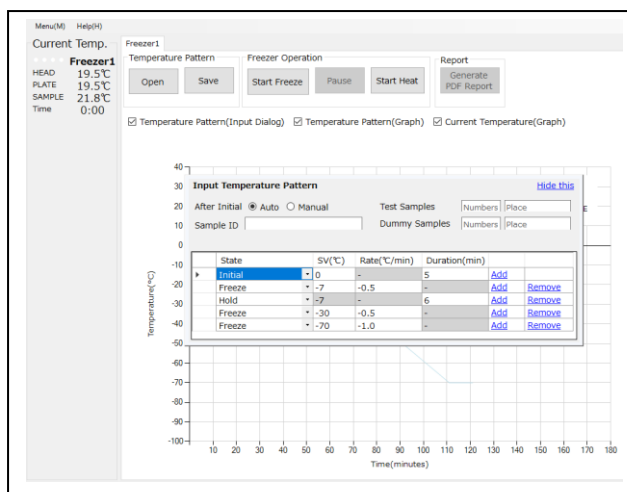 Menu(M) Help(H)
Current Temp.
Freezer1
HEAD 19.5℃
PLATE 19.5℃
SAMPLE 21.8℃
Time 0:00
Freezer1
Temperature Pattern
Open Save
Freezer Operation
Start Freeze Pause Start Heat
Report
Generate
PDF Report
Temperature Pattern(Input Dialog) Temperature Pattern(Graph) Current Temperature(Graph)
Input Temperature Pattern Hide this
After Initial Auto Manual Test Samples Numbers Place
Sample ID Dummy Samples Numbers Place
State SV(℃) Rate(℃/min) Duration(min)
Initial 0 - 5 Add
Freeze -7 -0.5 - Add Remove
Hold -7 - 6 Add Remove
Freeze -30 -0.5 - Add Remove
Freeze -70 -1.0 - Add Remove
E
Temperature(°C)
40
30
20
10
0
-10
-20
-30
-40
-50
-60
-70
-80
-90
-100
10 20 30 40 50 60 70 80 90 100 110 120 130 140 150 160 170 180
Time(minutes)